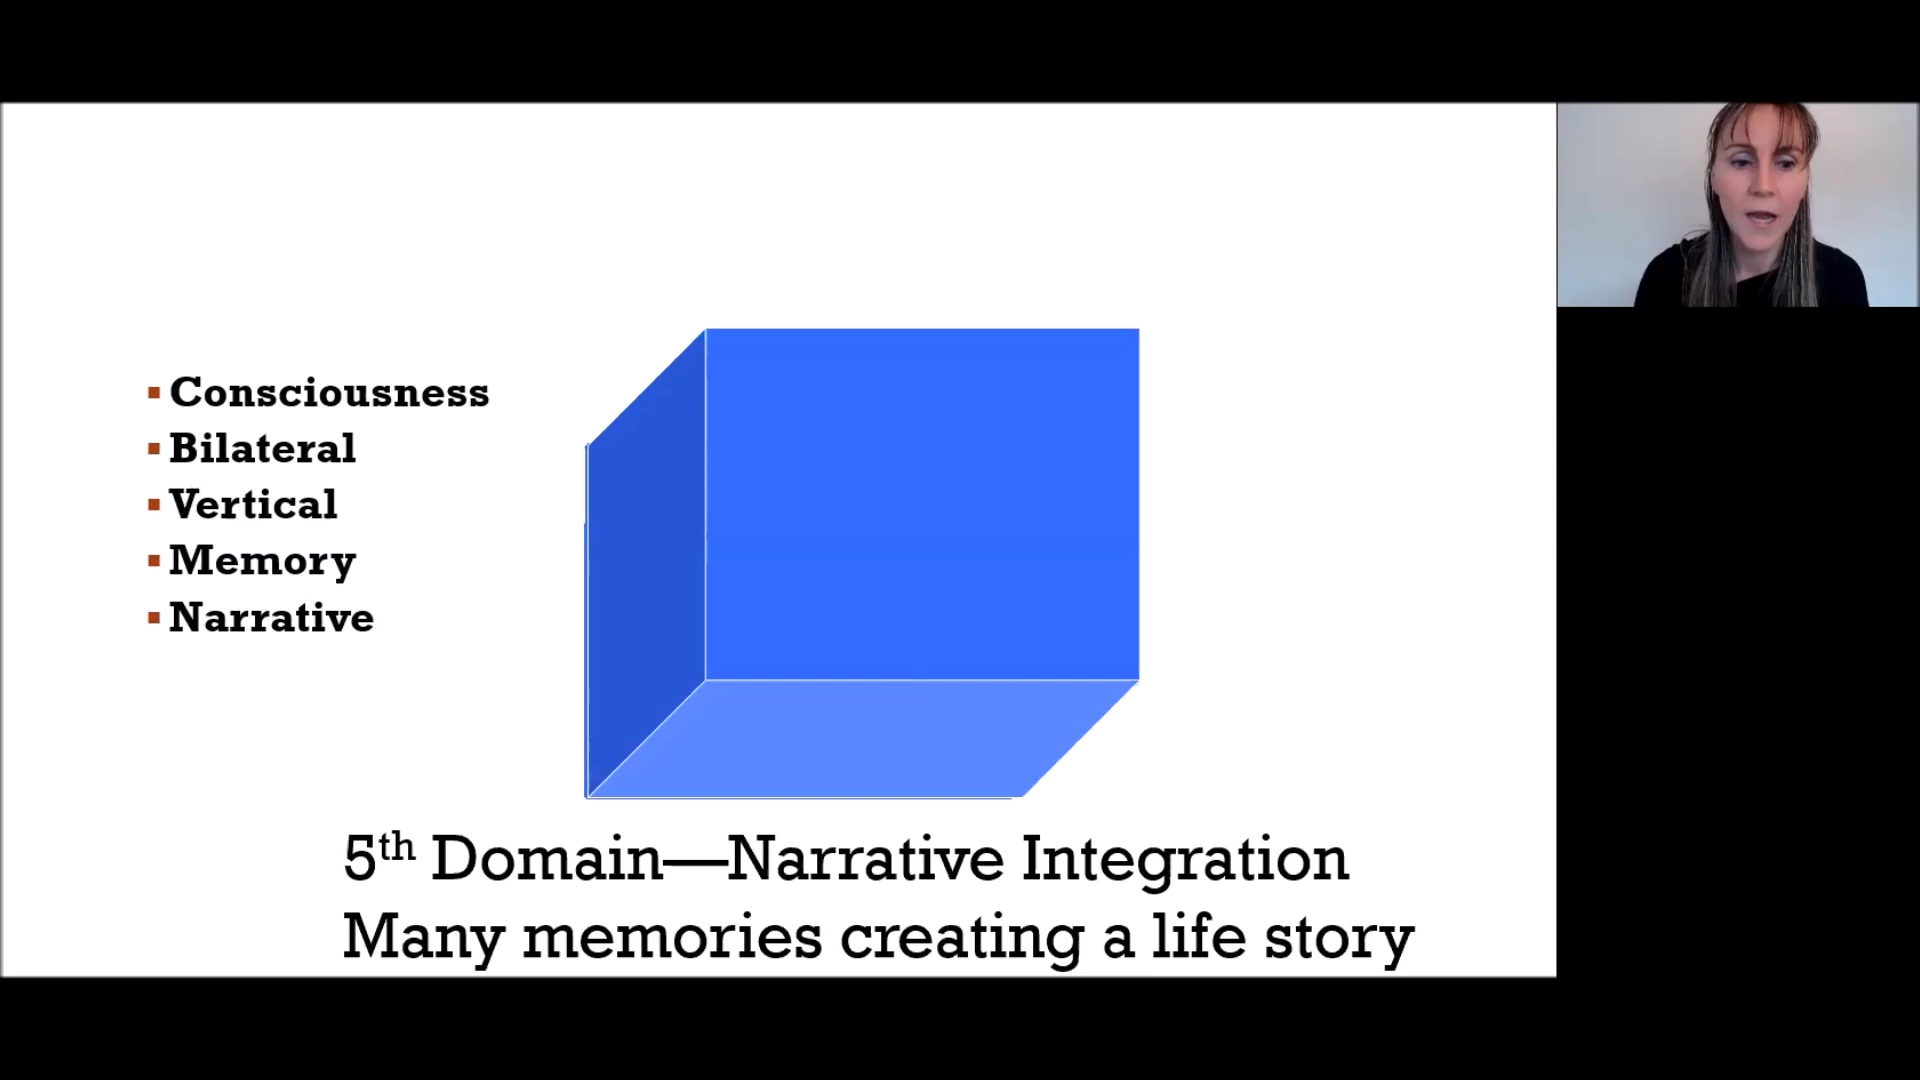 Consciousness
Bilateral
Vertical
Memory
Narrative
5th Domain—Narrative Integration
Many memories creating a life story